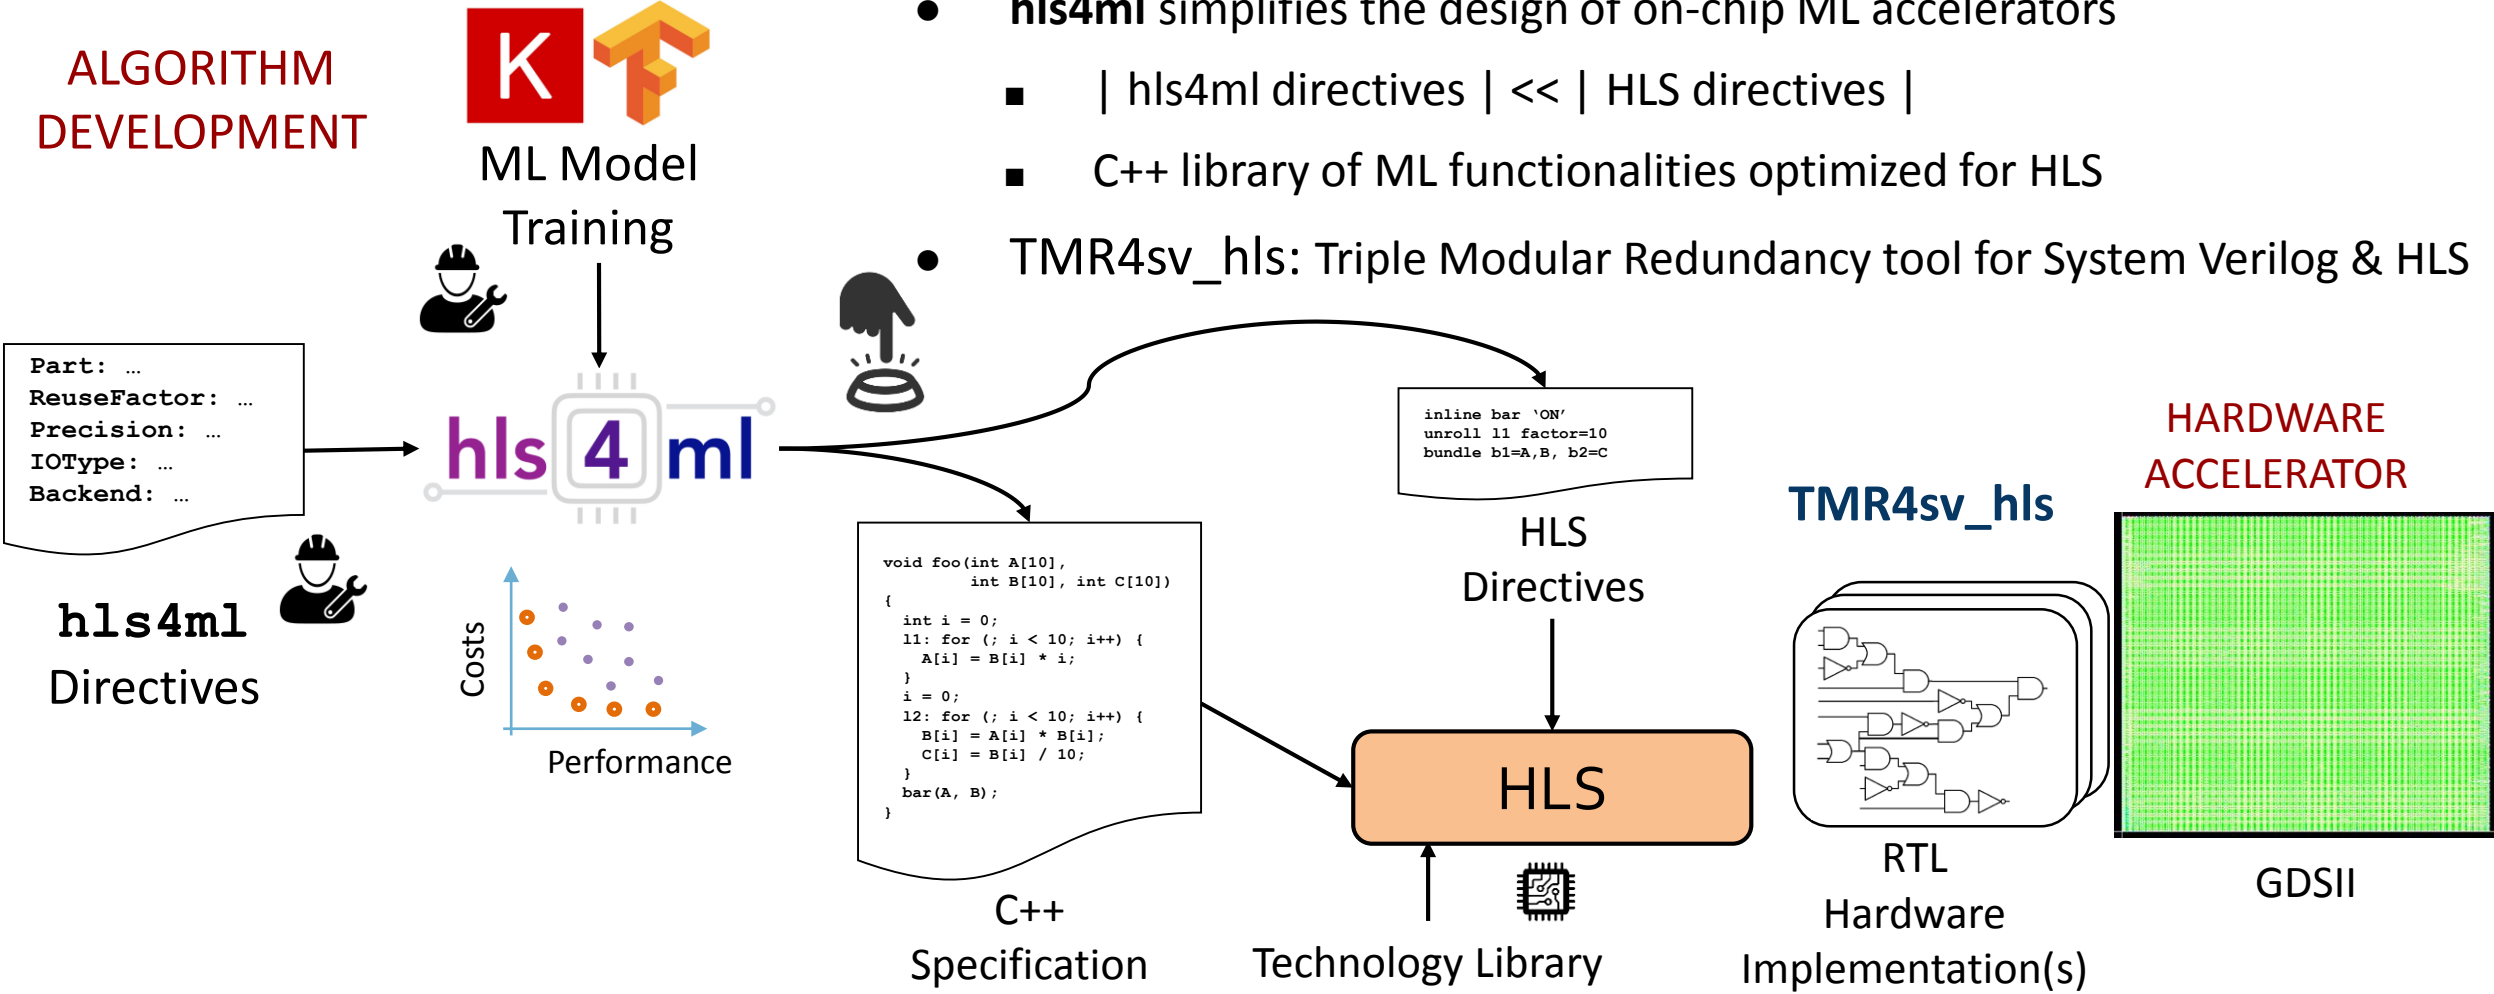 ALGORITHM
DEVELOPMENT
K
ML Model
Training
● hls4ml simplifies the design of on-chip ML accelerators
■ | hls4ml directives | << | HLS directives |
■ C++ library of ML functionalities optimized for HLS
● TMR4sv_hls: Triple Modular Redundancy tool for System Verilog & HLS
Part: …
ReuseFactor: …
Precision: …
IOType: …
Backend: …
hls4ml
Directives
hls 4 ml
Costs
Performance
void foo(int A[10],
int B[10], int C[10])
{
int i = 0;
l1: for (; i < 10; i++) {
A[i] = B[i] * i;
}
i = 0;
l2: for (; i < 10; i++) {
B[i] = A[i] * B[i];
C[i] = B[i] / 10;
}
bar(A, B);
}
C++
Specification
inline bar ‘ON’
unroll l1 factor=10
bundle b1=A,B, b2=C
HLS
Directives
HLS
Technology Library
TMR4sv_hls
RTL
Hardware
Implementation(s)
HARDWARE
ACCELERATOR
GDSII